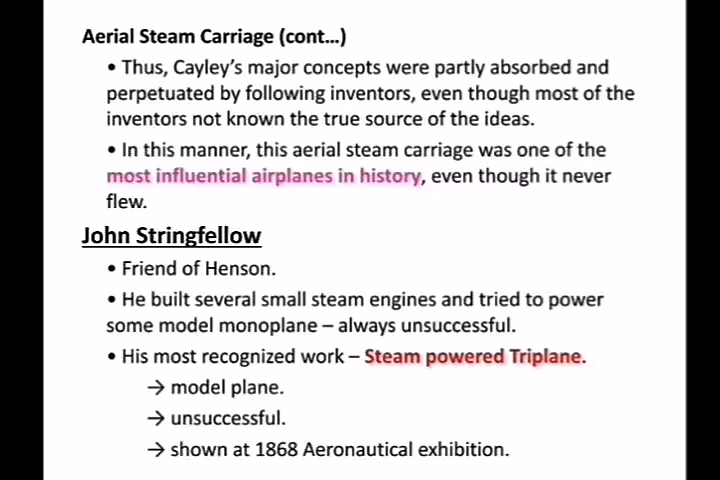 Aerial Steam Carriage (cont…)
• Thus, Cayley's major concepts were partly absorbed and
perpetuated by following inventors, even though most of the
inventors not known the true source of the ideas.
• In this manner, this aerial steam carriage was one of the
most influential airplanes in history, even though it never
flew.
John Stringfellow
• Friend of Henson.
• He built several small steam engines and tried to power
some model monoplane – always unsuccessful.
• His most recognized work – Steam powered Triplane.
→ model plane.
→ unsuccessful.
→ shown at 1868 Aeronautical exhibition.